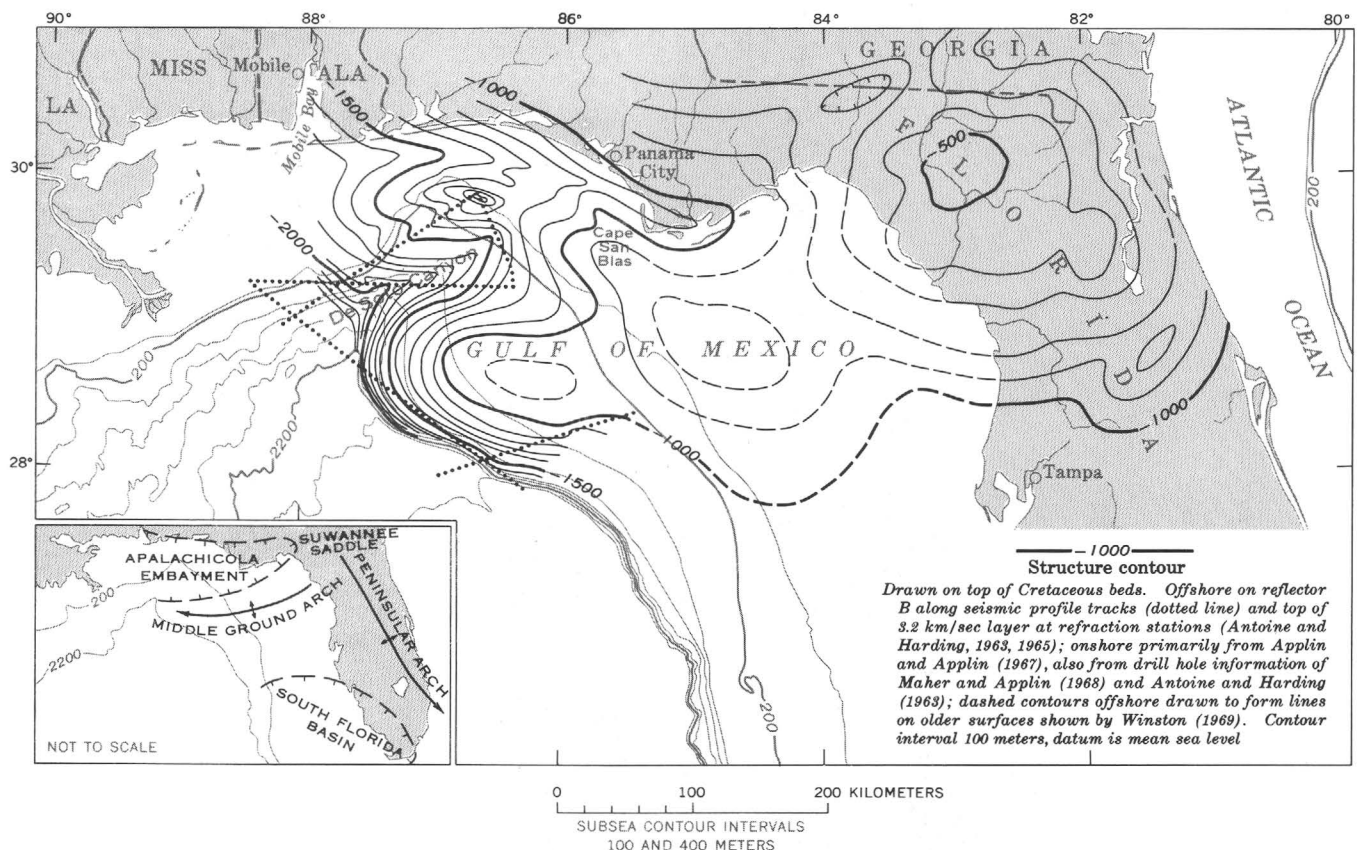 90°
88°
86°
84°
82°
80°
GEORGIA
MISS
Mobile
ALA
LA
Mobile Bay
-1500
1000
-500
FLORIDA
ATLANTIC
OCEAN
200
30°
Panama
City
Cape
San
Blas
-2000
De Soto Canyon
GULF OF MEXICO
200
2200
28°
-1000
-1000
-1500
Tampa
-200
SUWANNEE
SADDLE
APALACHICOLA
EMBAYMENT
PENINSULAR ARCH
MIDDLE GROUND ARCH
200
2200
SOUTH FLORIDA
BASIN
NOT TO SCALE
-1000
Structure contour
Drawn on top of Cretaceous beds. Offshore on reflector
B along seismic profile tracks (dotted line) and top of
3.2 km/sec layer at refraction stations (Antoine and
Harding, 1963, 1965); onshore primarily from Applin
and Applin (1967), also from drill hole information of
Maher and Applin (1968) and Antoine and Harding
(1963); dashed contours offshore drawn to form lines
on older surfaces shown by Winston (1969). Contour
interval 100 meters, datum is mean sea level
0 100 200 KILOMETERS
SUBSEA CONTOUR INTERVALS
100 AND 400 METERS